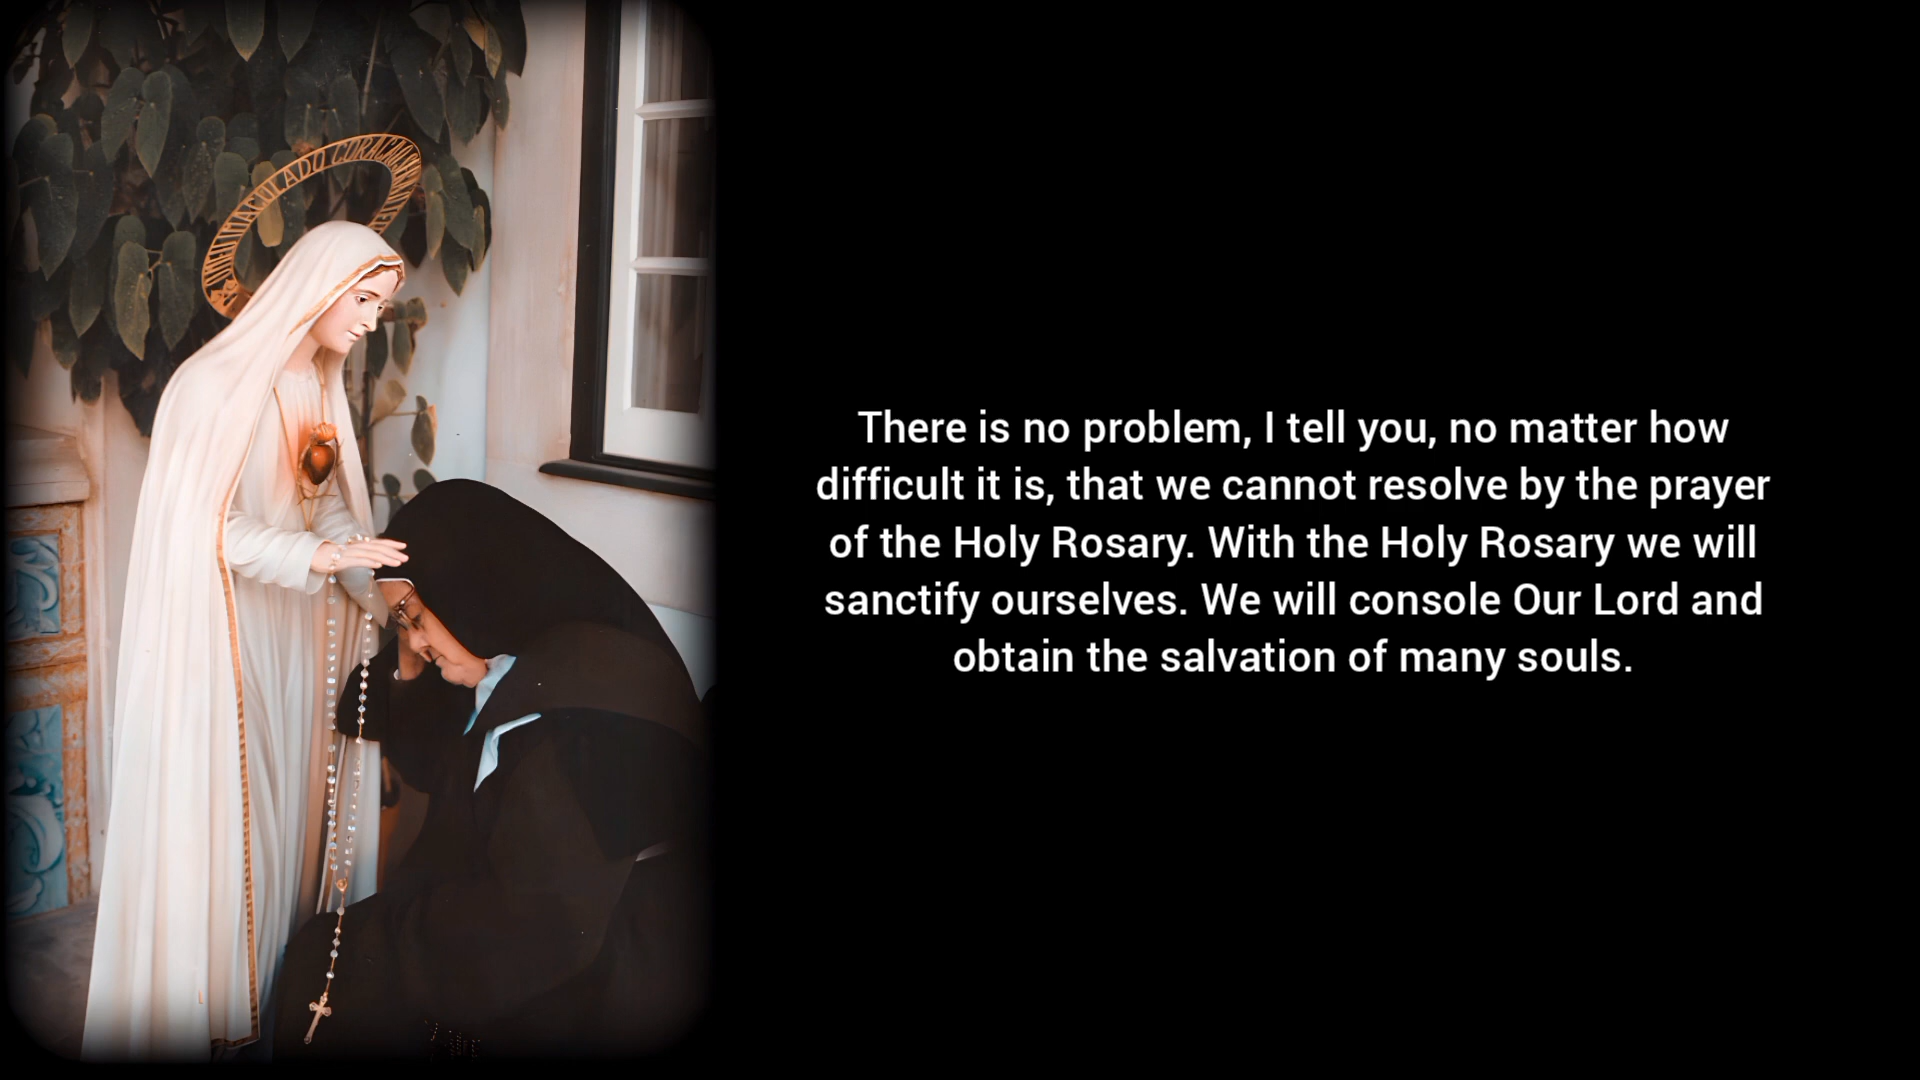 IMACOLADO CORAÇÃO
There is no problem, I tell you, no matter how
difficult it is, that we cannot resolve by the prayer
of the Holy Rosary. With the Holy Rosary we will
sanctify ourselves. We will console Our Lord and
obtain the salvation of many souls.